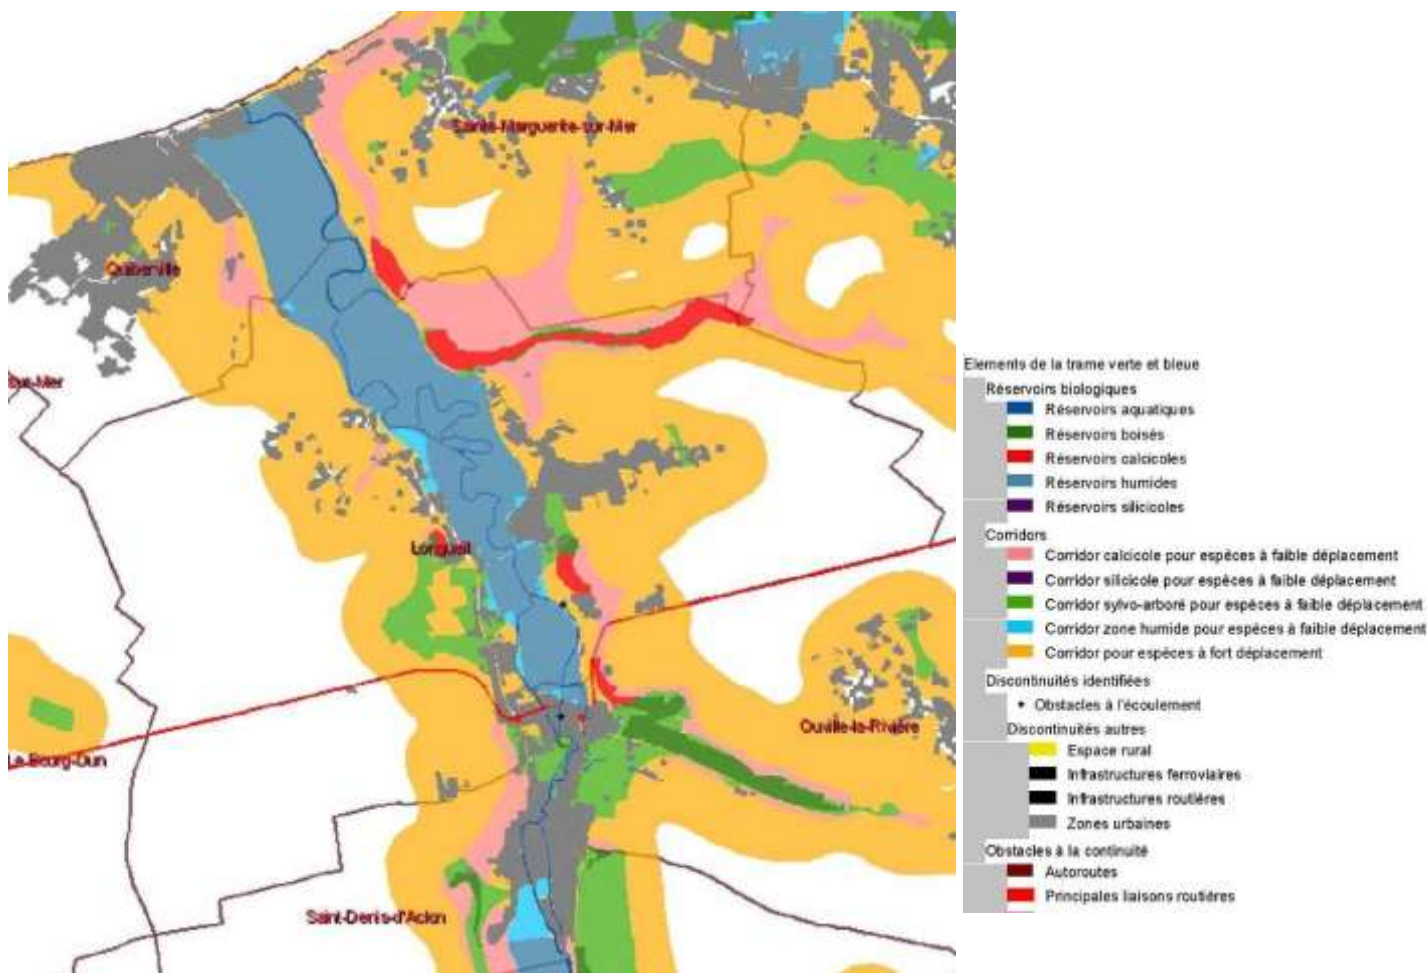 Sainte-Marguerite-sur-Mer
Quiberville
sur-Mer
Longueil
Ouville-la-Rivière
Le Bourg-Dun
Saint-Denis-d'Aclon
Elements de la trame verte et bleue
Réservoirs biologiques
Réservoirs aquatiques
Réservoirs boisés
Réservoirs calcicoles
Réservoirs humides
Réservoirs silicicoles
Corridors
Corridor calcicole pour espèces à faible déplacement
Corridor silicicole pour espèces à faible déplacement
Corridor sylvo-arboré pour espèces à faible déplacement
Corridor zone humide pour espèces à faible déplacement
Corridor pour espèces à fort déplacement
Discontinuités identifiées
Obstacles à l'écoulement
Discontinuités autres
Espace rural
Infrastructures ferroviaires
Infrastructures routières
Zones urbaines
Obstacles à la continuité
Autoroutes
Principales liaisons routières